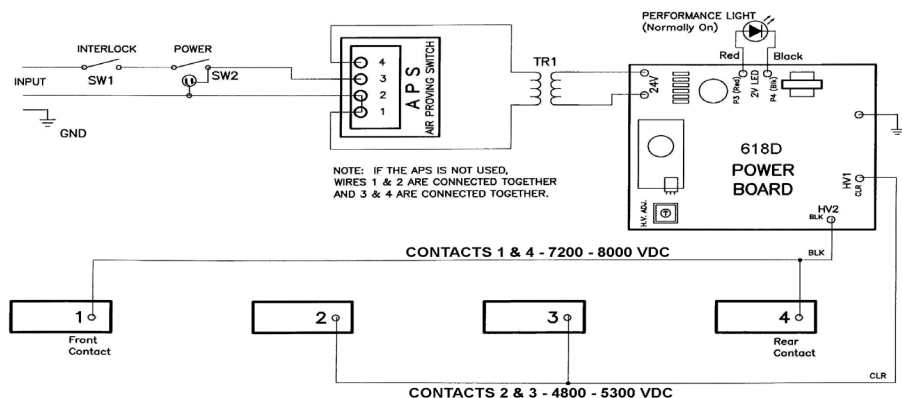 PERFORMANCE LIGHT
(Normally On)
INTERLOCK
POWER
TR1
Red
Black
INPUT
SW1
SW2
4
3
2
1
APS
AIR PROVING SWITCH
24V
P3 (Red)
2V LED
P4 (Blk)
GND
618D
POWER
BOARD
NOTE: IF THE APS IS NOT USED,
WIRES 1 & 2 ARE CONNECTED TOGETHER
AND 3 & 4 ARE CONNECTED TOGETHER.
H.V. ADJ.
HV1
CLR
HV2
BLK
CONTACTS 1 & 4 - 7200 - 8000 VDC
BLK
1
2
3
4
Front
Contact
Rear
Contact
CLR
CONTACTS 2 & 3 - 4800 - 5300 VDC